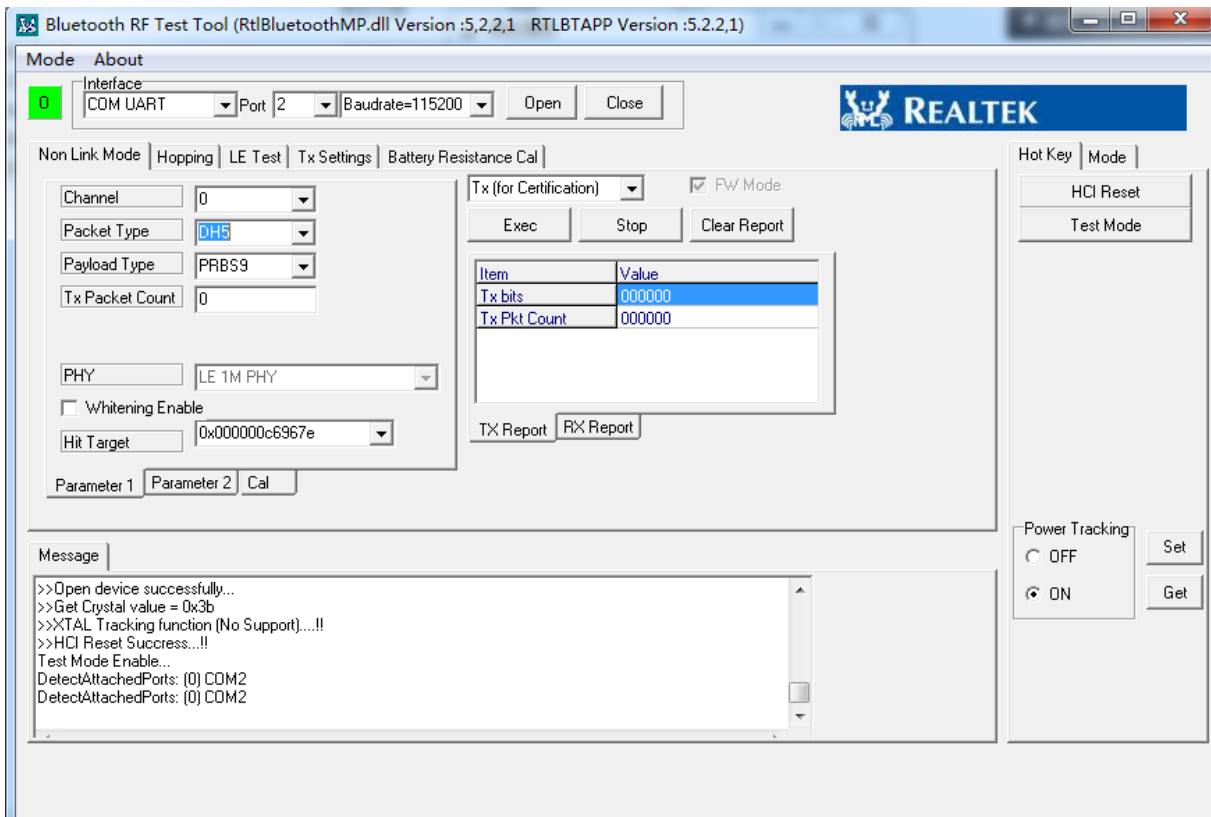 Bluetooth RF Test Tool (RtlBluetoothMP.dll Version :5,2,2,1   RTLBTAPP Version :5.2.2,1)
Mode About
Interface
0 COM UART Port 2 Baudrate=115200 Open Close
REALTEK
Non Link Mode Hopping LE Test Tx Settings Battery Resistance Cal
Hot Key Mode
Channel 0
Tx (for Certification) FW Mode
HCI Reset
Packet Type DH5
Exec Stop Clear Report
Test Mode
Payload Type PRBS9
Item Value
Tx Packet Count 0
Tx bits 000000
Tx Pkt Count 000000
PHY LE 1M PHY
Whitening Enable
Hit Target 0x000000c6967e
TX Report RX Report
Parameter 1 Parameter 2 Cal
Power Tracking
OFF
Set
ON
Get
Message
>>Open device successfully...
>>Get Crystal value = 0x3b
>>XTAL Tracking function (No Support)....!!
>>HCI Reset Succress...!!
Test Mode Enable...
DetectAttachedPorts: (0) COM2
DetectAttachedPorts: (0) COM2